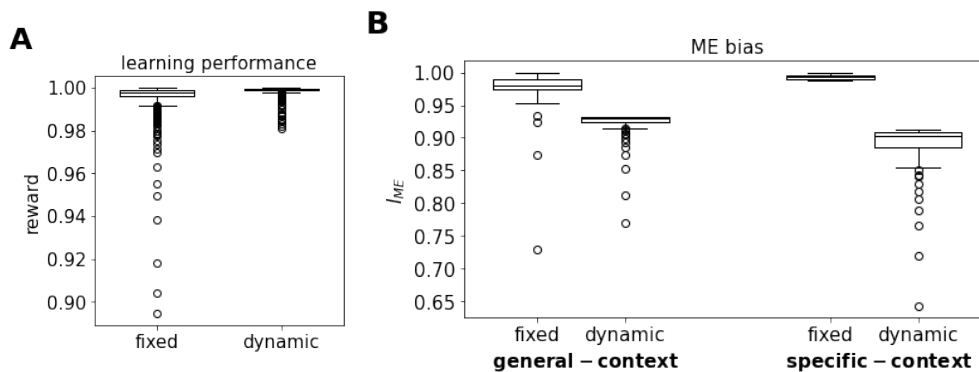 A
learning performance
1.00
0.98
0.96
0.94
0.92
0.90
reward
fixed
dynamic
B
ME bias
1.00
0.95
0.90
0.85
0.80
0.75
0.70
0.65
I_ME
fixed
dynamic
fixed
dynamic
general – context
specific – context